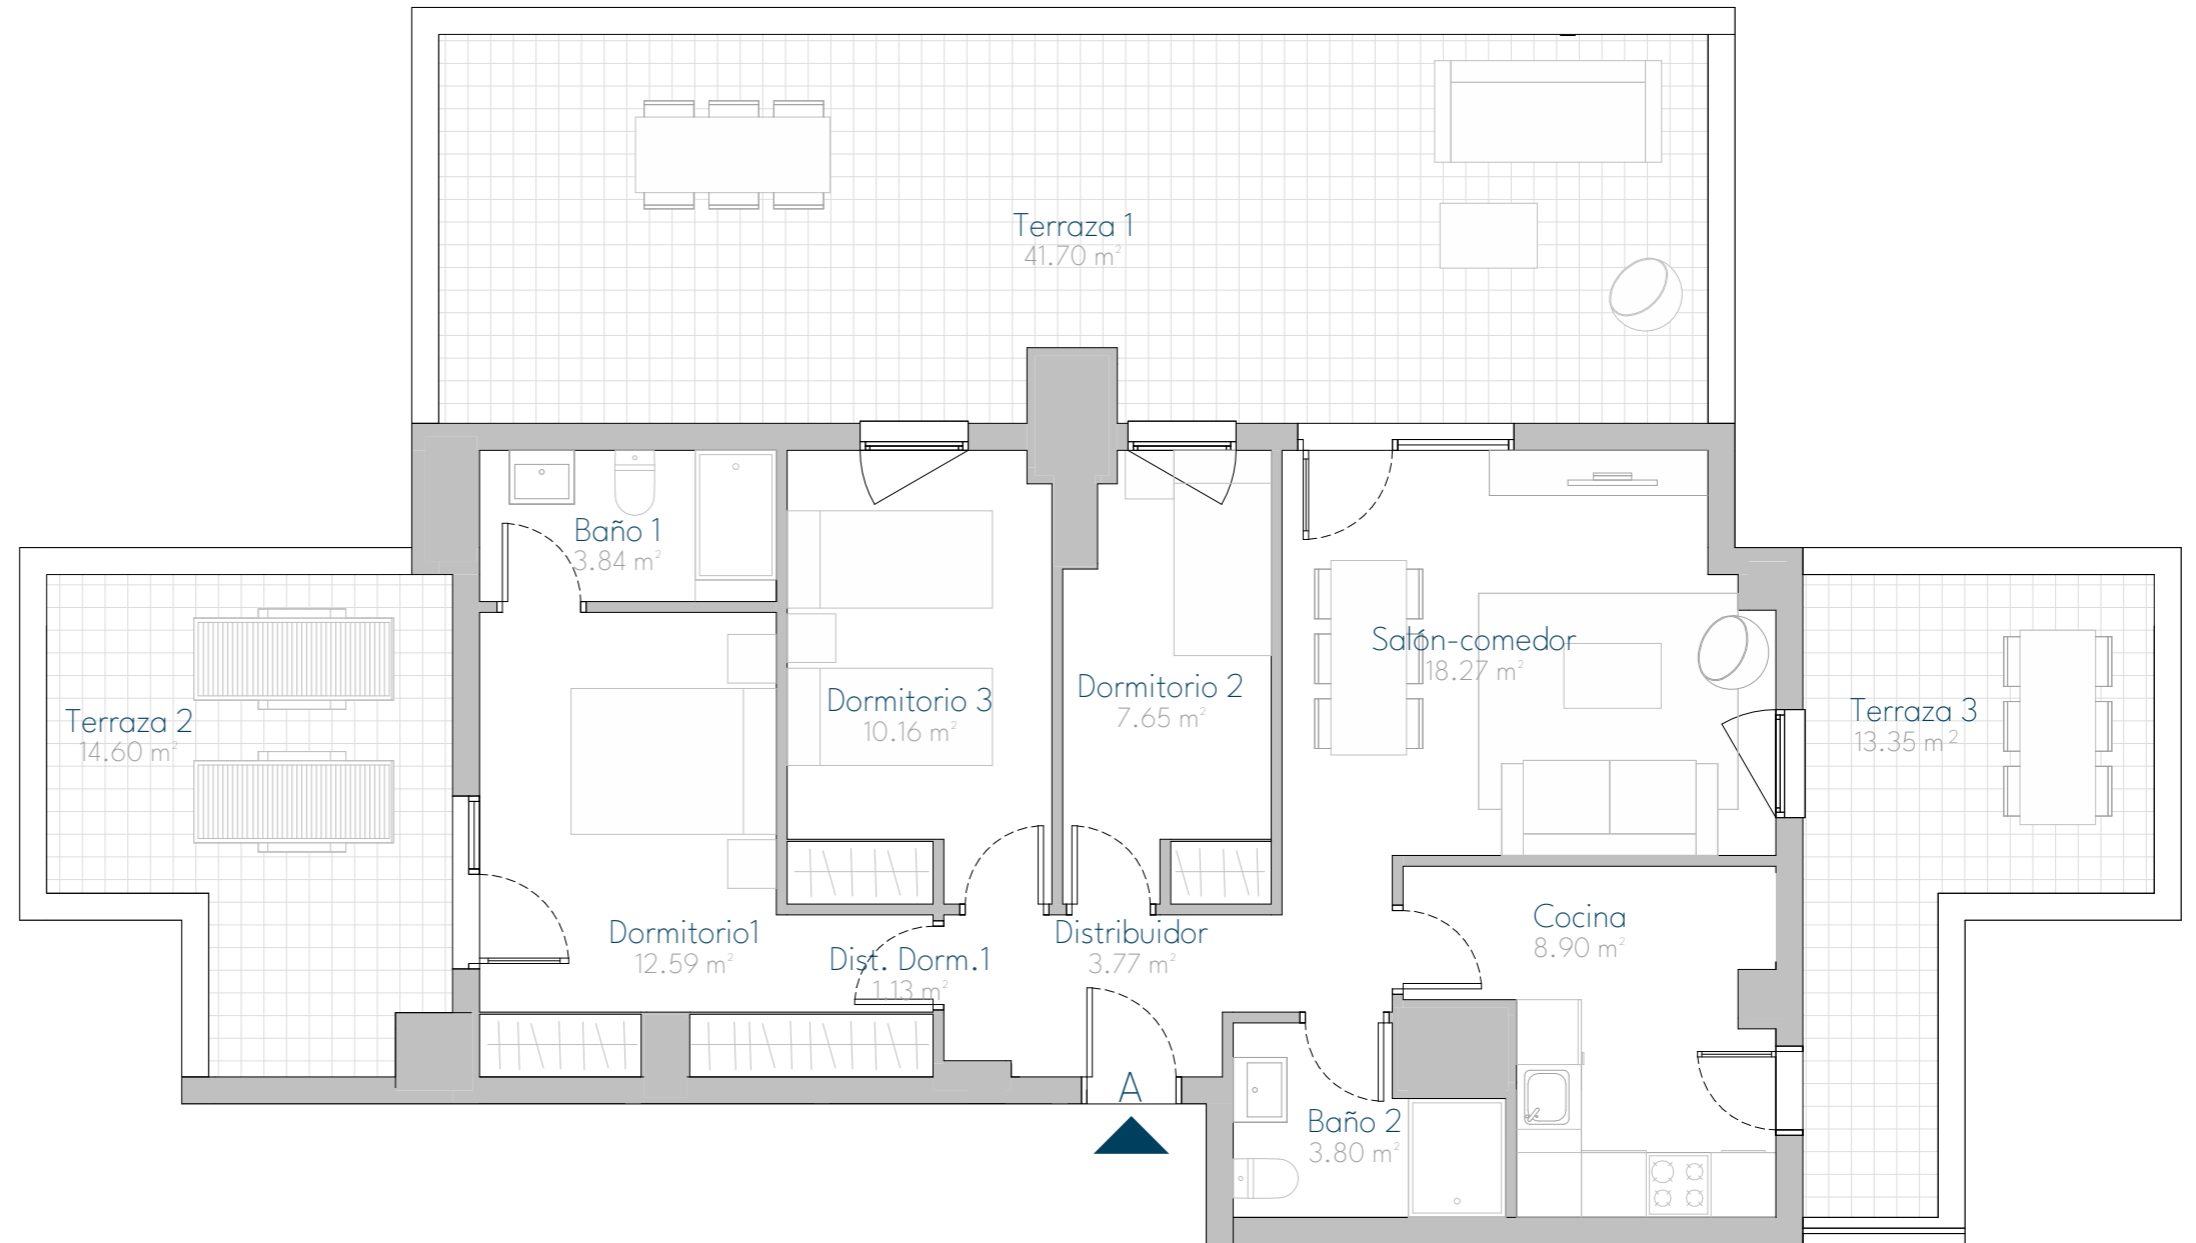 Terraza 1
41.70 m²
Baño 1
3.84 m²
Salón-comedor
18.27 m²
Dormitorio 2
7.65 m²
Dormitorio 3
10.16 m²
Terraza 2
14.60 m²
Terraza 3
13.35 m²
Dormitorio1
12.59 m²
Dist. Dorm.1
1.13 m²
Distribuidor
3.77 m²
Cocina
8.90 m²
A
Baño 2
3.80 m²